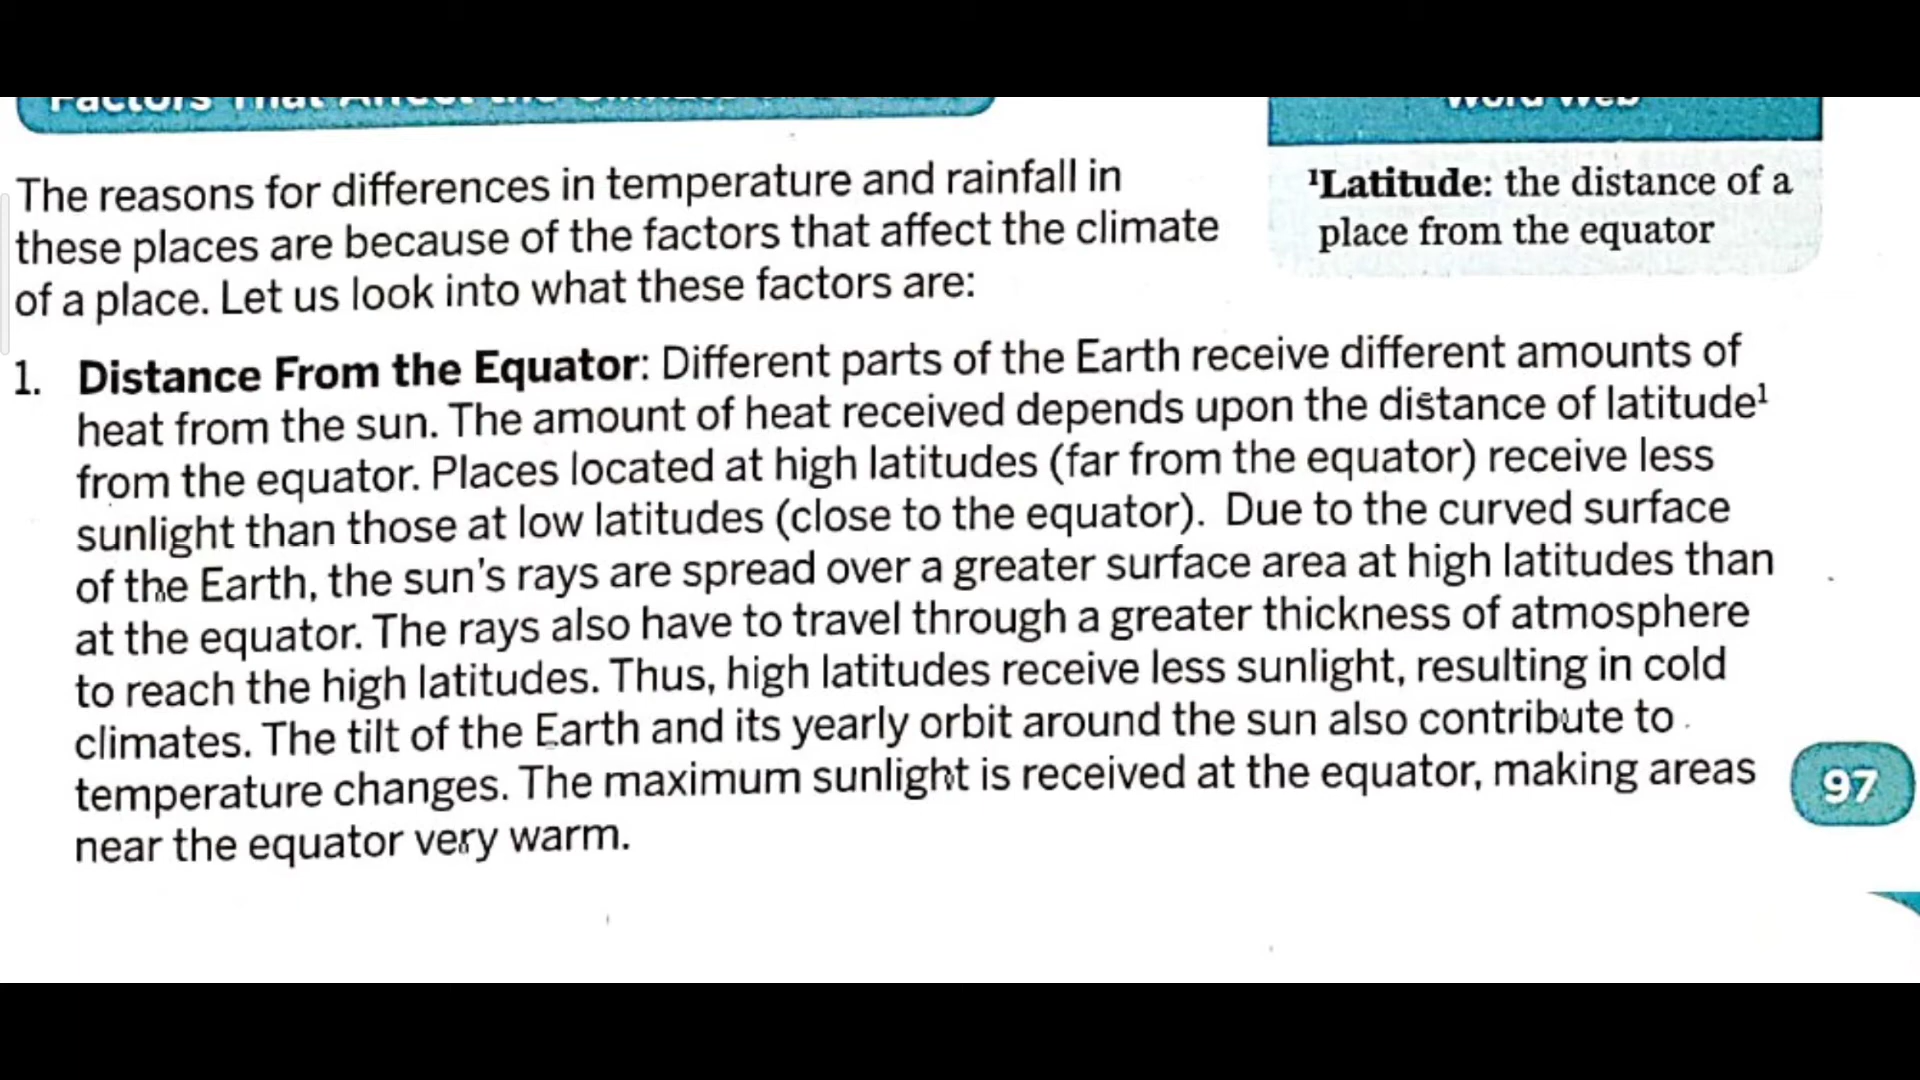 Factors That Affect the Climate
Word Web
The reasons for differences in temperature and rainfall in
these places are because of the factors that affect the climate
of a place. Let us look into what these factors are:
¹Latitude: the distance of a
place from the equator
1. Distance From the Equator: Different parts of the Earth receive different amounts of
heat from the sun. The amount of heat received depends upon the distance of latitude¹
from the equator. Places located at high latitudes (far from the equator) receive less
sunlight than those at low latitudes (close to the equator). Due to the curved surface
of the Earth, the sun's rays are spread over a greater surface area at high latitudes than
at the equator. The rays also have to travel through a greater thickness of atmosphere
to reach the high latitudes. Thus, high latitudes receive less sunlight, resulting in cold
climates. The tilt of the Earth and its yearly orbit around the sun also contribute to
temperature changes. The maximum sunlight is received at the equator, making areas
near the equator very warm.
97